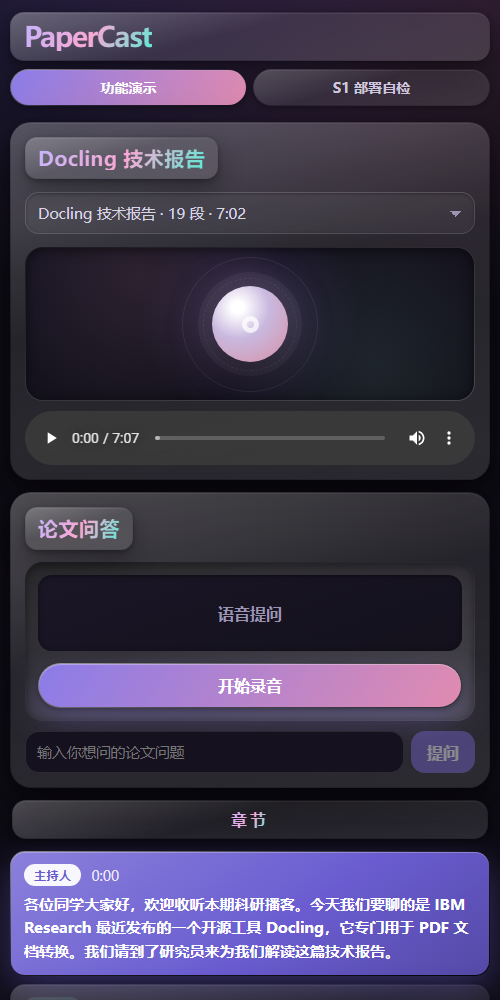 PaperCast
功能演示
S1 部署自检
Docling 技术报告
Docling 技术报告 · 19 段 · 7:02
0:00 / 7:07
论文问答
语音提问
开始录音
输入你想问的论文问题
提问
章节
主持人 0:00
各位同学大家好，欢迎收听本期科研播客。今天我们要聊的是 IBM
Research 最近发布的一个开源工具 Docling，它专门用于 PDF 文
档转换。我们请到了研究员来为我们解读这篇技术报告。